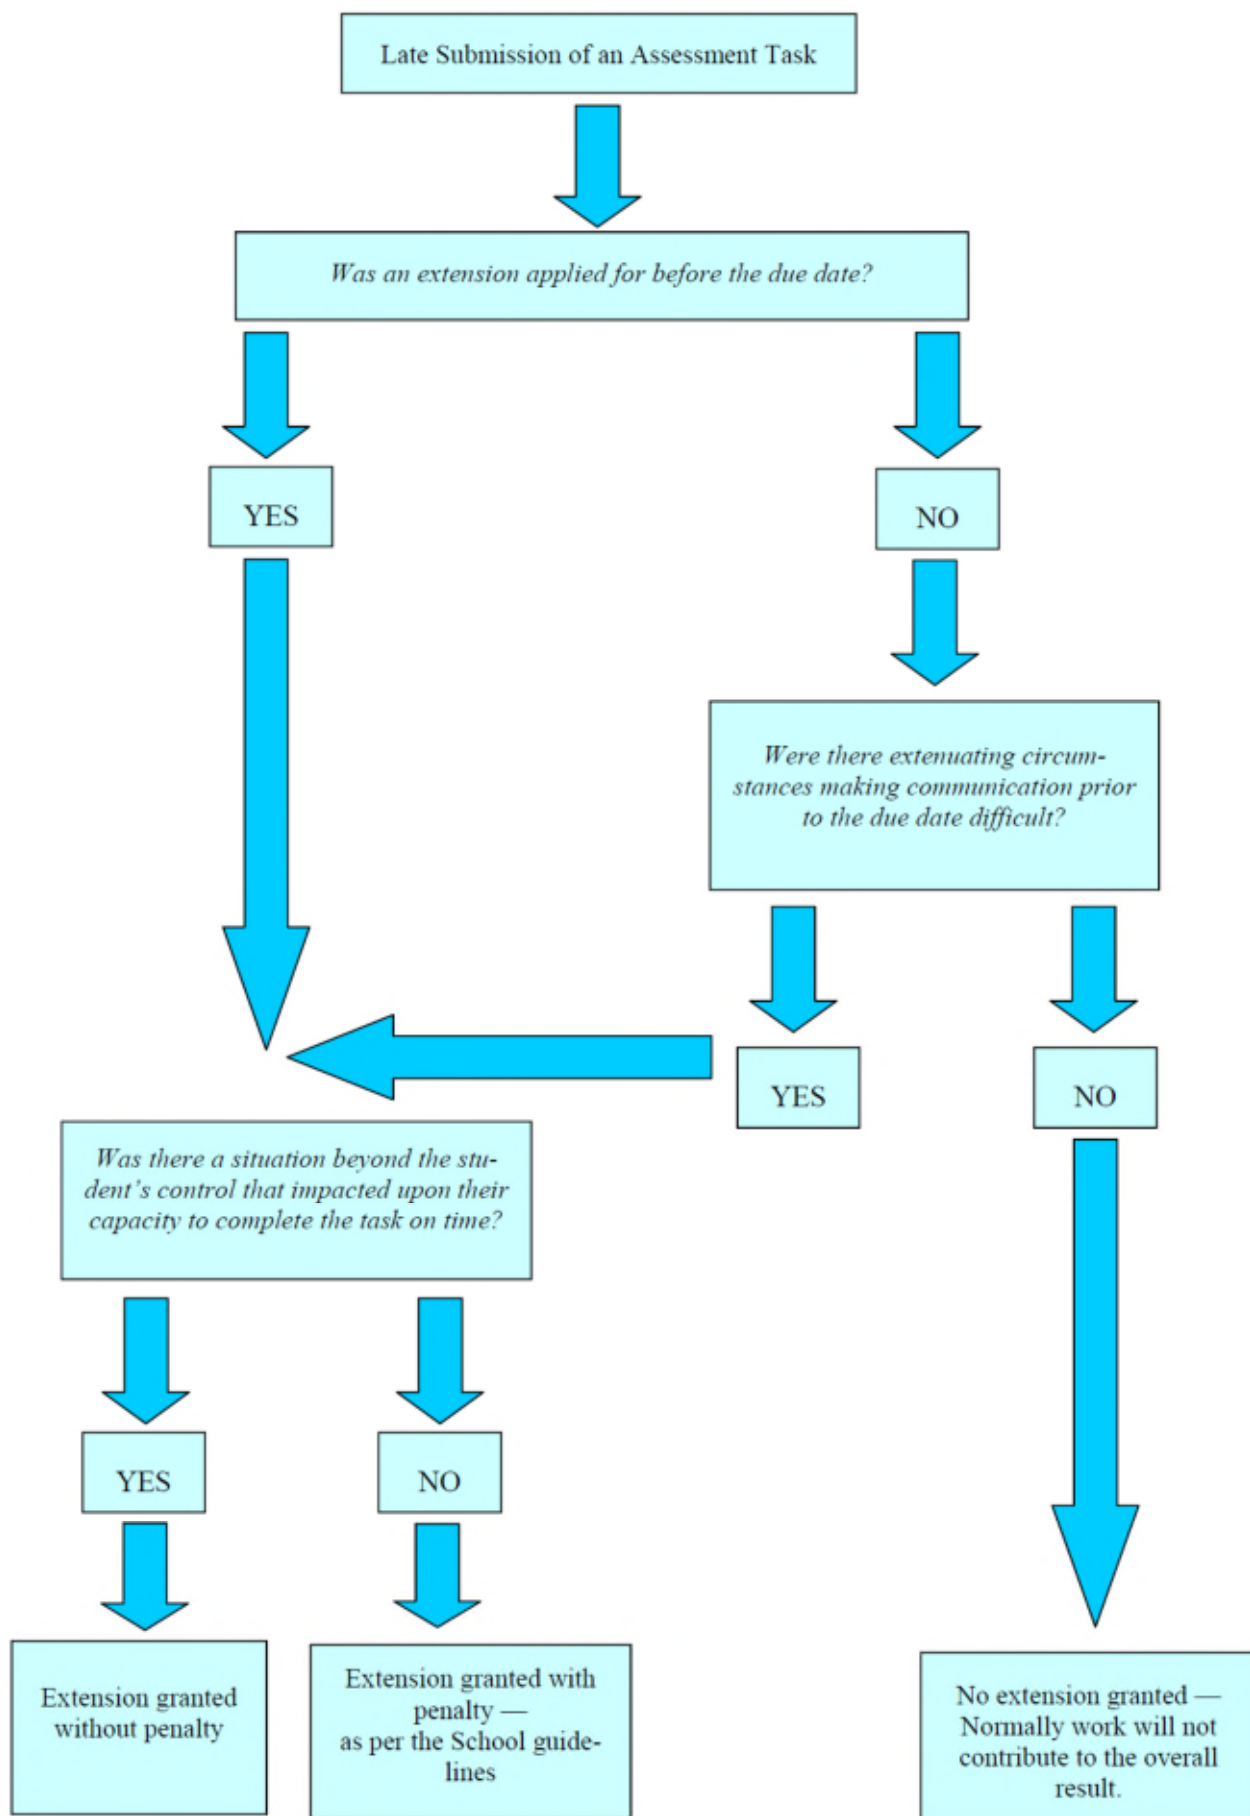 Late Submission of an Assessment Task
Was an extension applied for before the due date?
YES
NO
Were there extenuating circum-
stances making communication prior
to the due date difficult?
YES
NO
Was there a situation beyond the stu-
dent's control that impacted upon their
capacity to complete the task on time?
YES
NO
Extension granted
without penalty
Extension granted with
penalty —
as per the School guide-
lines
No extension granted —
Normally work will not
contribute to the overall
result.